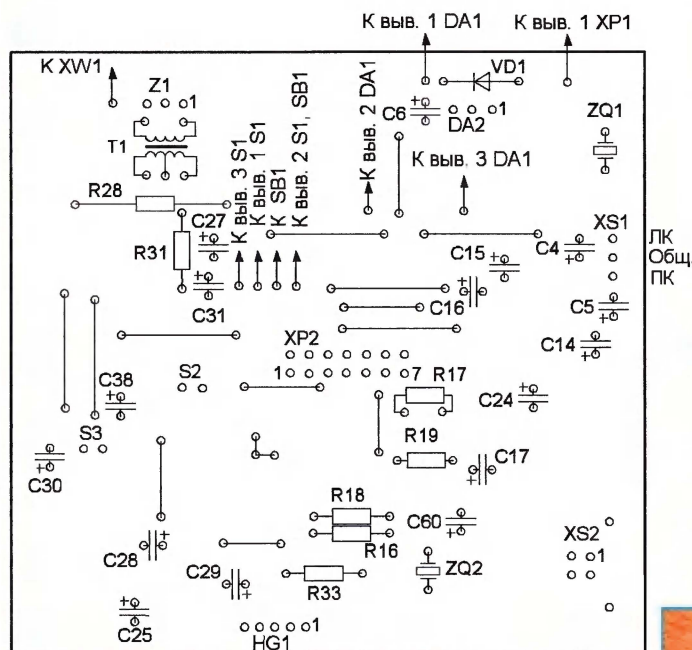 К выв. 1 DA1
К выв. 1 XP1
К XW1
Z1
1
T1
К выв. 3 S1
К выв. 1 S1
К SB1
К выв. 2 S1, SB1
К выв. 2 DA1
VD1
+
C6
DA2
1
К выв. 3 DA1
ZQ1
R28
R31
+
C27
+
C31
C15
+
C16
+
C4
+
XS1
ЛК
Общ.
ПК
C5
+
C14
+
XP2
1
7
S2
C38
+
R17
C24
+
S3
C30
+
R19
C17
+
R18
R16
C60
+
XS2
1
C28
+
C29
+
R33
ZQ2
+
C25
1
HG1